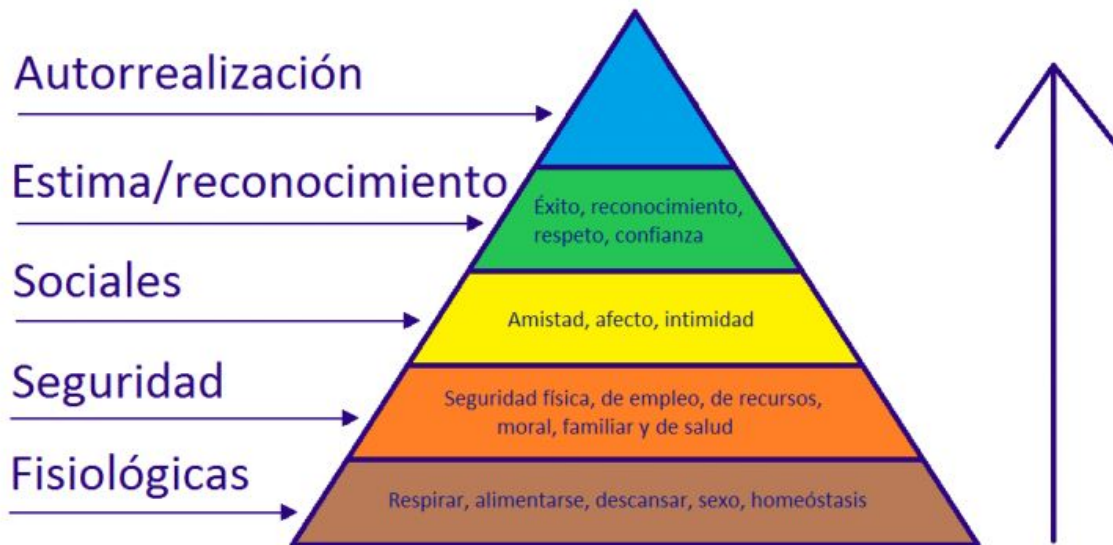 Autorrealización
Estima/reconocimiento
Éxito, reconocimiento,
respeto, confianza
Sociales
Amistad, afecto, intimidad
Seguridad
Seguridad física, de empleo, de recursos,
moral, familiar y de salud
Fisiológicas
Respirar, alimentarse, descansar, sexo, homeóstasis